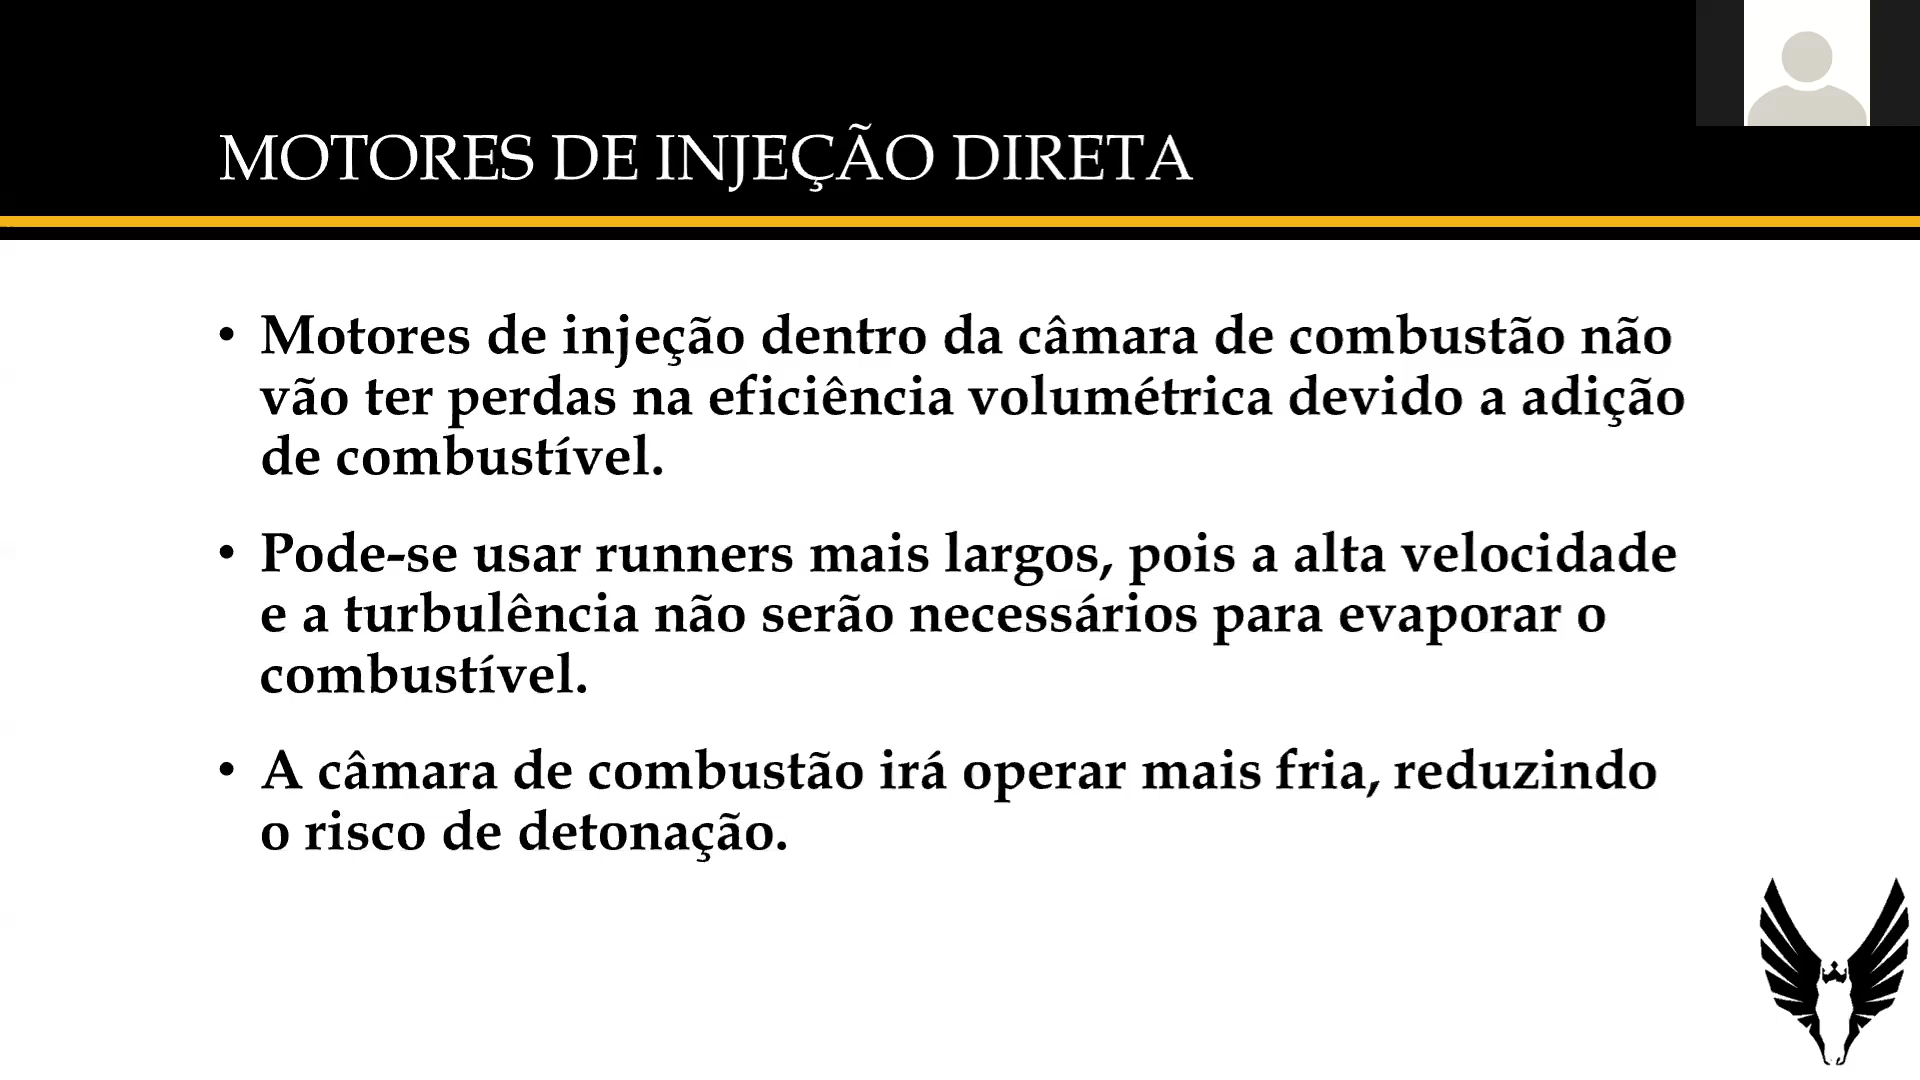 MOTORES DE INJEÇÃO DIRETA
• Motores de injeção dentro da câmara de combustão não
vão ter perdas na eficiência volumétrica devido a adição
de combustível.
• Pode-se usar runners mais largos, pois a alta velocidade
e a turbulência não serão necessários para evaporar o
combustível.
• A câmara de combustão irá operar mais fria, reduzindo
o risco de detonação.